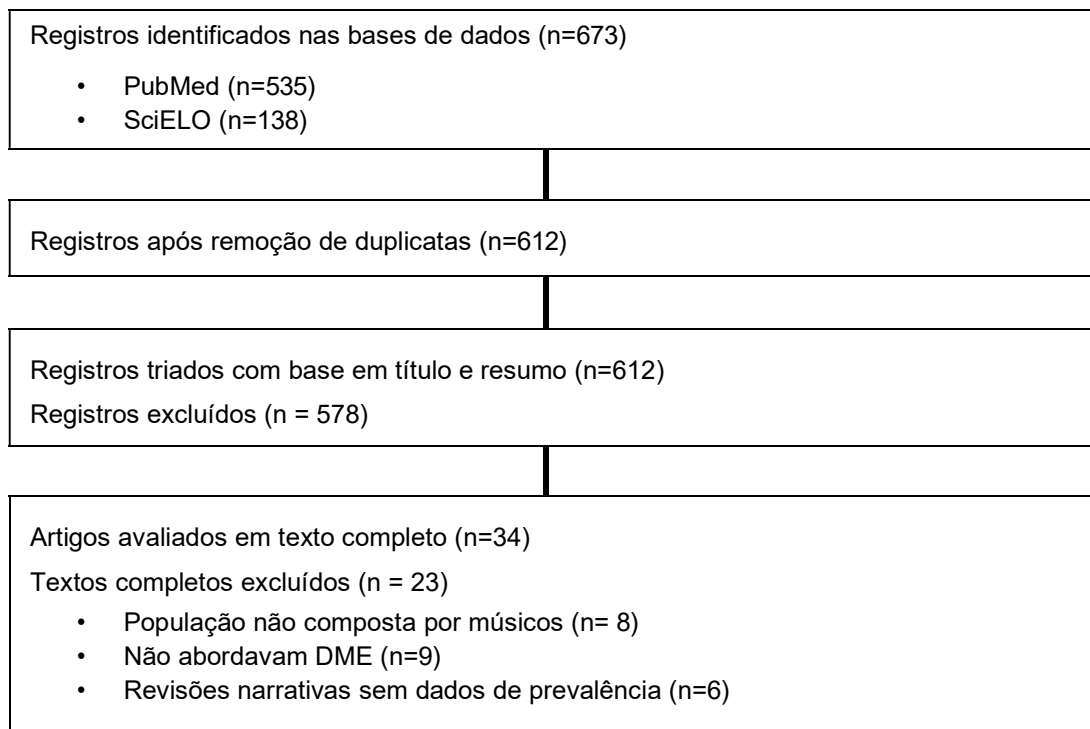 Registros identificados nas bases de dados (n=673)
• PubMed (n=535)
• SciELO (n=138)
Registros após remoção de duplicatas (n=612)
Registros triados com base em título e resumo (n=612)
Registros excluídos (n = 578)
Artigos avaliados em texto completo (n=34)
Textos completos excluídos (n = 23)
• População não composta por músicos (n= 8)
• Não abordavam DME (n=9)
• Revisões narrativas sem dados de prevalência (n=6)